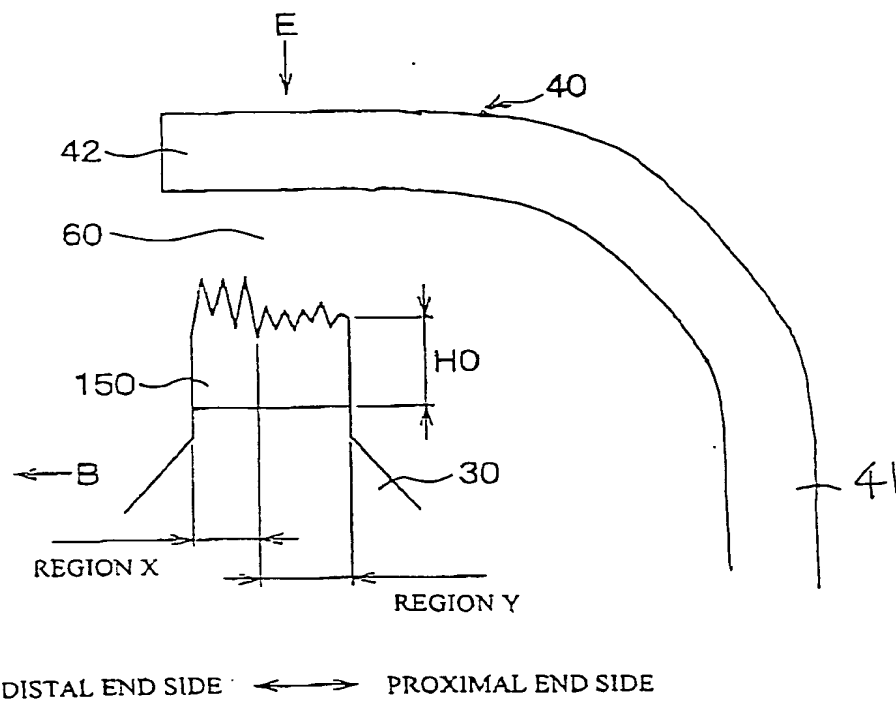 E
40
42
60
H0
150
B
30
41
REGION X
REGION Y
DISTAL END SIDE ⟷ PROXIMAL END SIDE